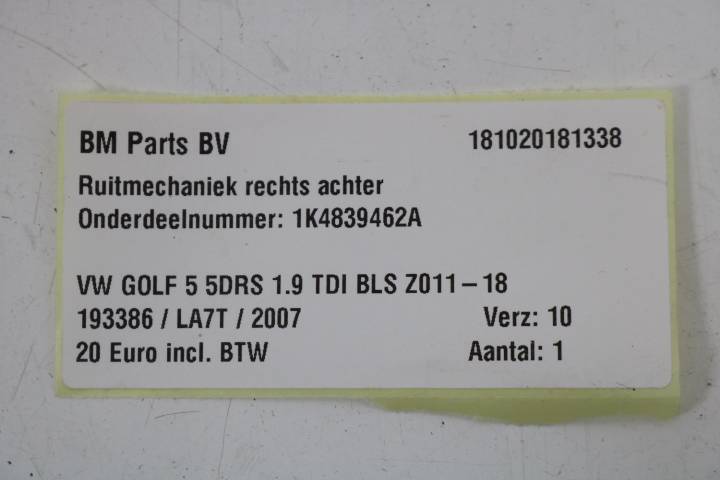 BM Parts BV 181020181338
Ruitmechaniek rechts achter
Onderdeelnummer: 1K4839462A
VW GOLF 5 5DRS 1.9 TDI BLS Z011-18
193386 / LA7T / 2007 Verz: 10
20 Euro incl. BTW Aantal: 1